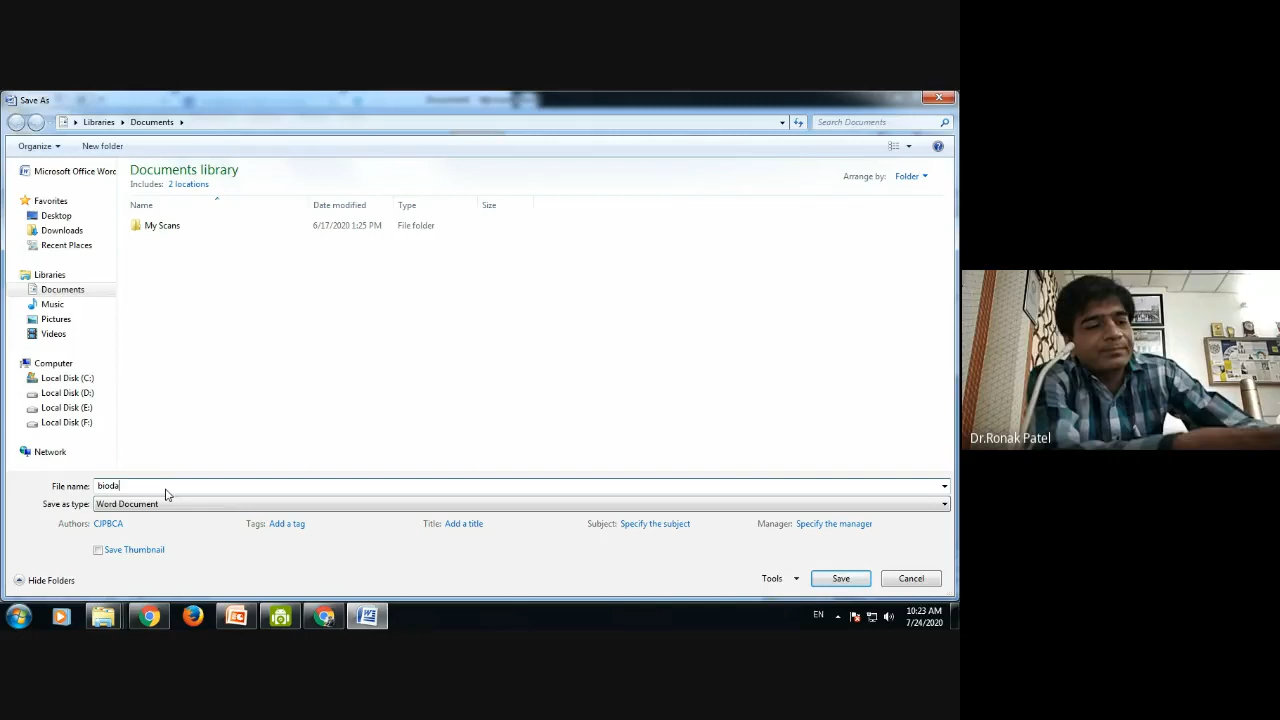 Save As
Libraries Documents
Search Documents
Organize New folder
Microsoft Office Word
Documents library
Includes: 2 locations
Arrange by: Folder
Name Date modified Type Size
My Scans 6/17/2020 1:25 PM File folder
Favorites
Desktop
Downloads
Recent Places
Libraries
Documents
Music
Pictures
Videos
Computer
Local Disk (C:)
Local Disk (D:)
Local Disk (E:)
Local Disk (F:)
Network
Dr.Ronak Patel
File name: bioda
Save as type: Word Document
Authors: CJPBCA Tags: Add a tag Title: Add a title Subject: Specify the subject Manager: Specify the manager
Save Thumbnail
Hide Folders Tools Save Cancel
EN 10:23 AM
7/24/2020